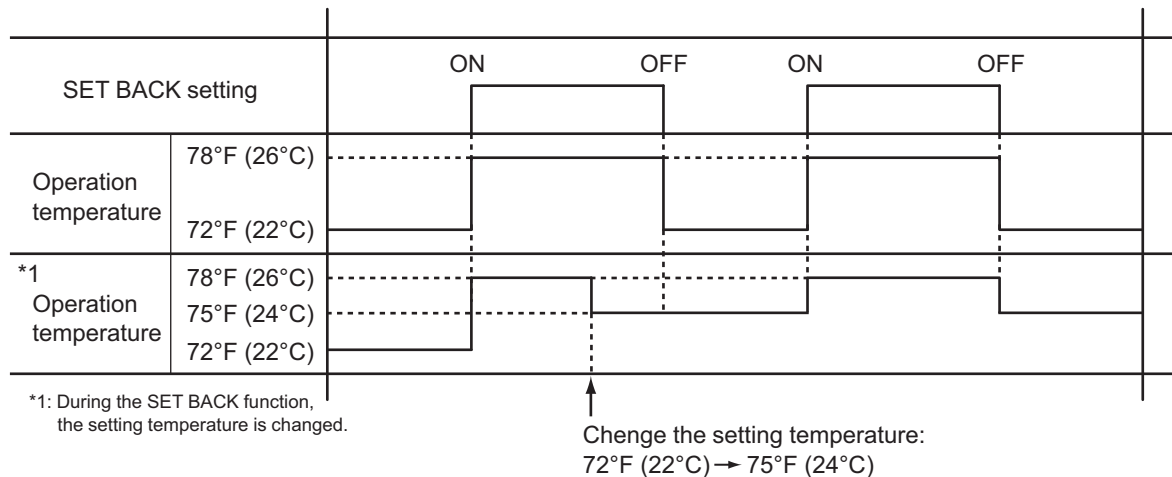 ON OFF ON OFF
SET BACK setting
78°F (26°C)
Operation
temperature
72°F (22°C)
*1
78°F (26°C)
Operation
75°F (24°C)
temperature
72°F (22°C)
*1: During the SET BACK function,
the setting temperature is changed.
Chenge the setting temperature:
72°F (22°C)→ 75°F (24°C)